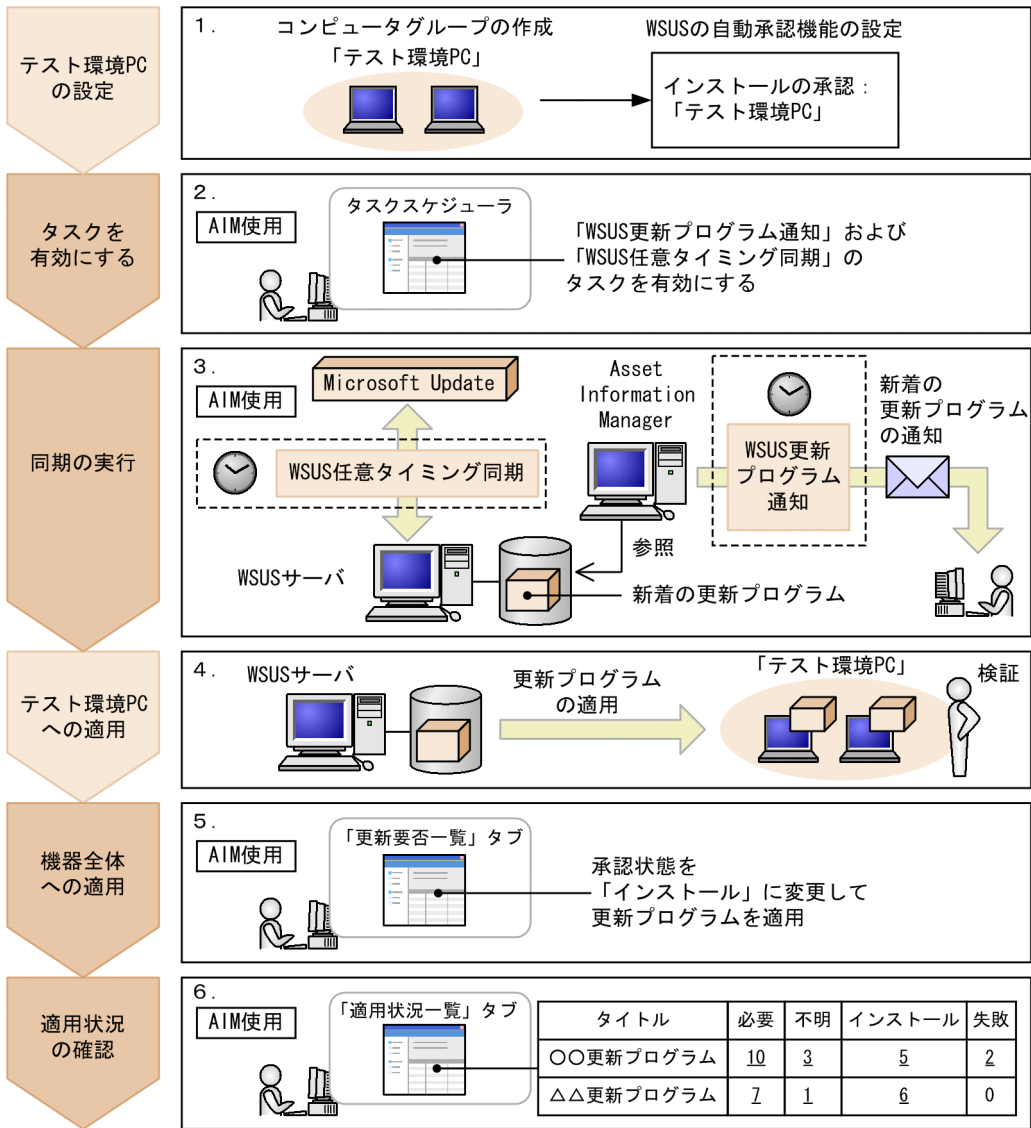 テスト環境PC
の設定
1.
コンピュータグループの作成
「テスト環境PC」
WSUSの自動承認機能の設定
インストールの承認:
「テスト環境PC」
タスクを
有効にする
2.
AIM使用
タスクスケジューラ
「WSUS更新プログラム通知」および
「WSUS任意タイミング同期」の
タスクを有効にする
同期の実行
3.
AIM使用
Microsoft Update
WSUS任意タイミング同期
WSUSサーバ
Asset
Information
Manager
参照
新着の更新プログラム
WSUS更新
プログラム
通知
新着の
更新プログラム
の通知
テスト環境PC
への適用
4.
WSUSサーバ
更新プログラム
の適用
「テスト環境PC」
検証
機器全体
への適用
5.
AIM使用
「更新要否一覧」タブ
承認状態を
「インストール」に変更して
更新プログラムを適用
適用状況
の確認
6.
AIM使用
「適用状況一覧」タブ
タイトル 必要 不明 インストール 失敗
○○更新プログラム 10 3 5 2
△△更新プログラム 7 1 6 0